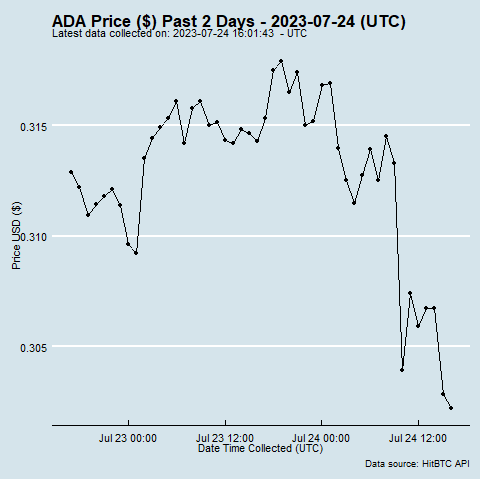 ADA Price ($) Past 2 Days - 2023-07-24 (UTC)
Latest data collected on: 2023-07-24 16:01:43 - UTC
0.315
0.310
0.305
Price USD ($)
Jul 23 00:00 Jul 23 12:00 Jul 24 00:00 Jul 24 12:00
Date Time Collected (UTC)
Data source: HitBTC API